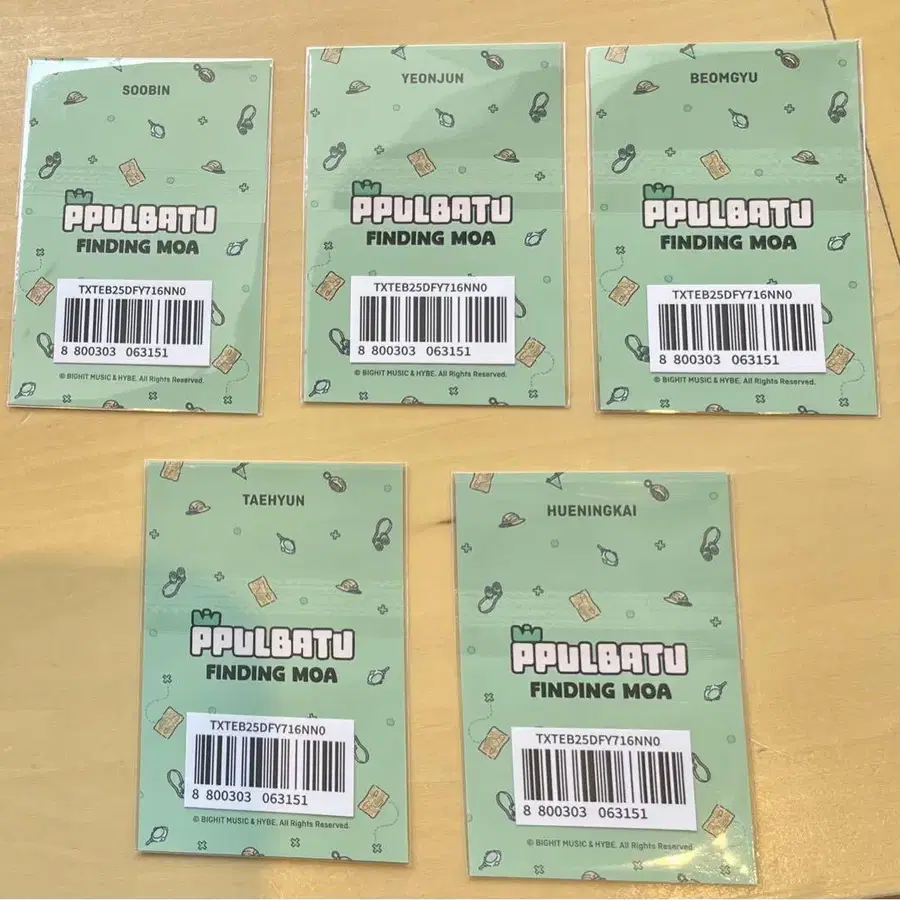 SOOBIN
PPULBATU
FINDING MOA
TXTEB25DFY716NN0
8 800303 063151
© BIGHIT MUSIC & HYBE. All Rights Reserved.
YEONJUN
PPULBATU
FINDING MOA
TXTEB25DFY716NN0
8 800303 063151
© BIGHIT MUSIC & HYBE. All Rights Reserved.
BEOMGYU
PPULBATU
FINDING MOA
TXTEB25DFY716NN0
8 800303 063151
© BIGHIT MUSIC & HYBE. All Rights Reserved.
TAEHYUN
PPULBATU
FINDING MOA
TXTEB25DFY716NN0
8 800303 063151
© BIGHIT MUSIC & HYBE. All Rights Reserved.
HUENINGKAI
PPULBATU
FINDING MOA
TXTEB25DFY716NN0
8 800303 063151
© BIGHIT MUSIC & HYBE. All Rights Reserved.